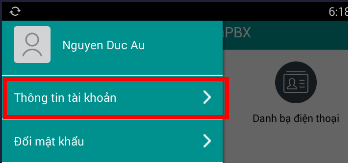 6:18
Nguyen Duc Au
PBX
Thông tin tài khoản
Danh bạ điện thoại
Đổi mật khẩu